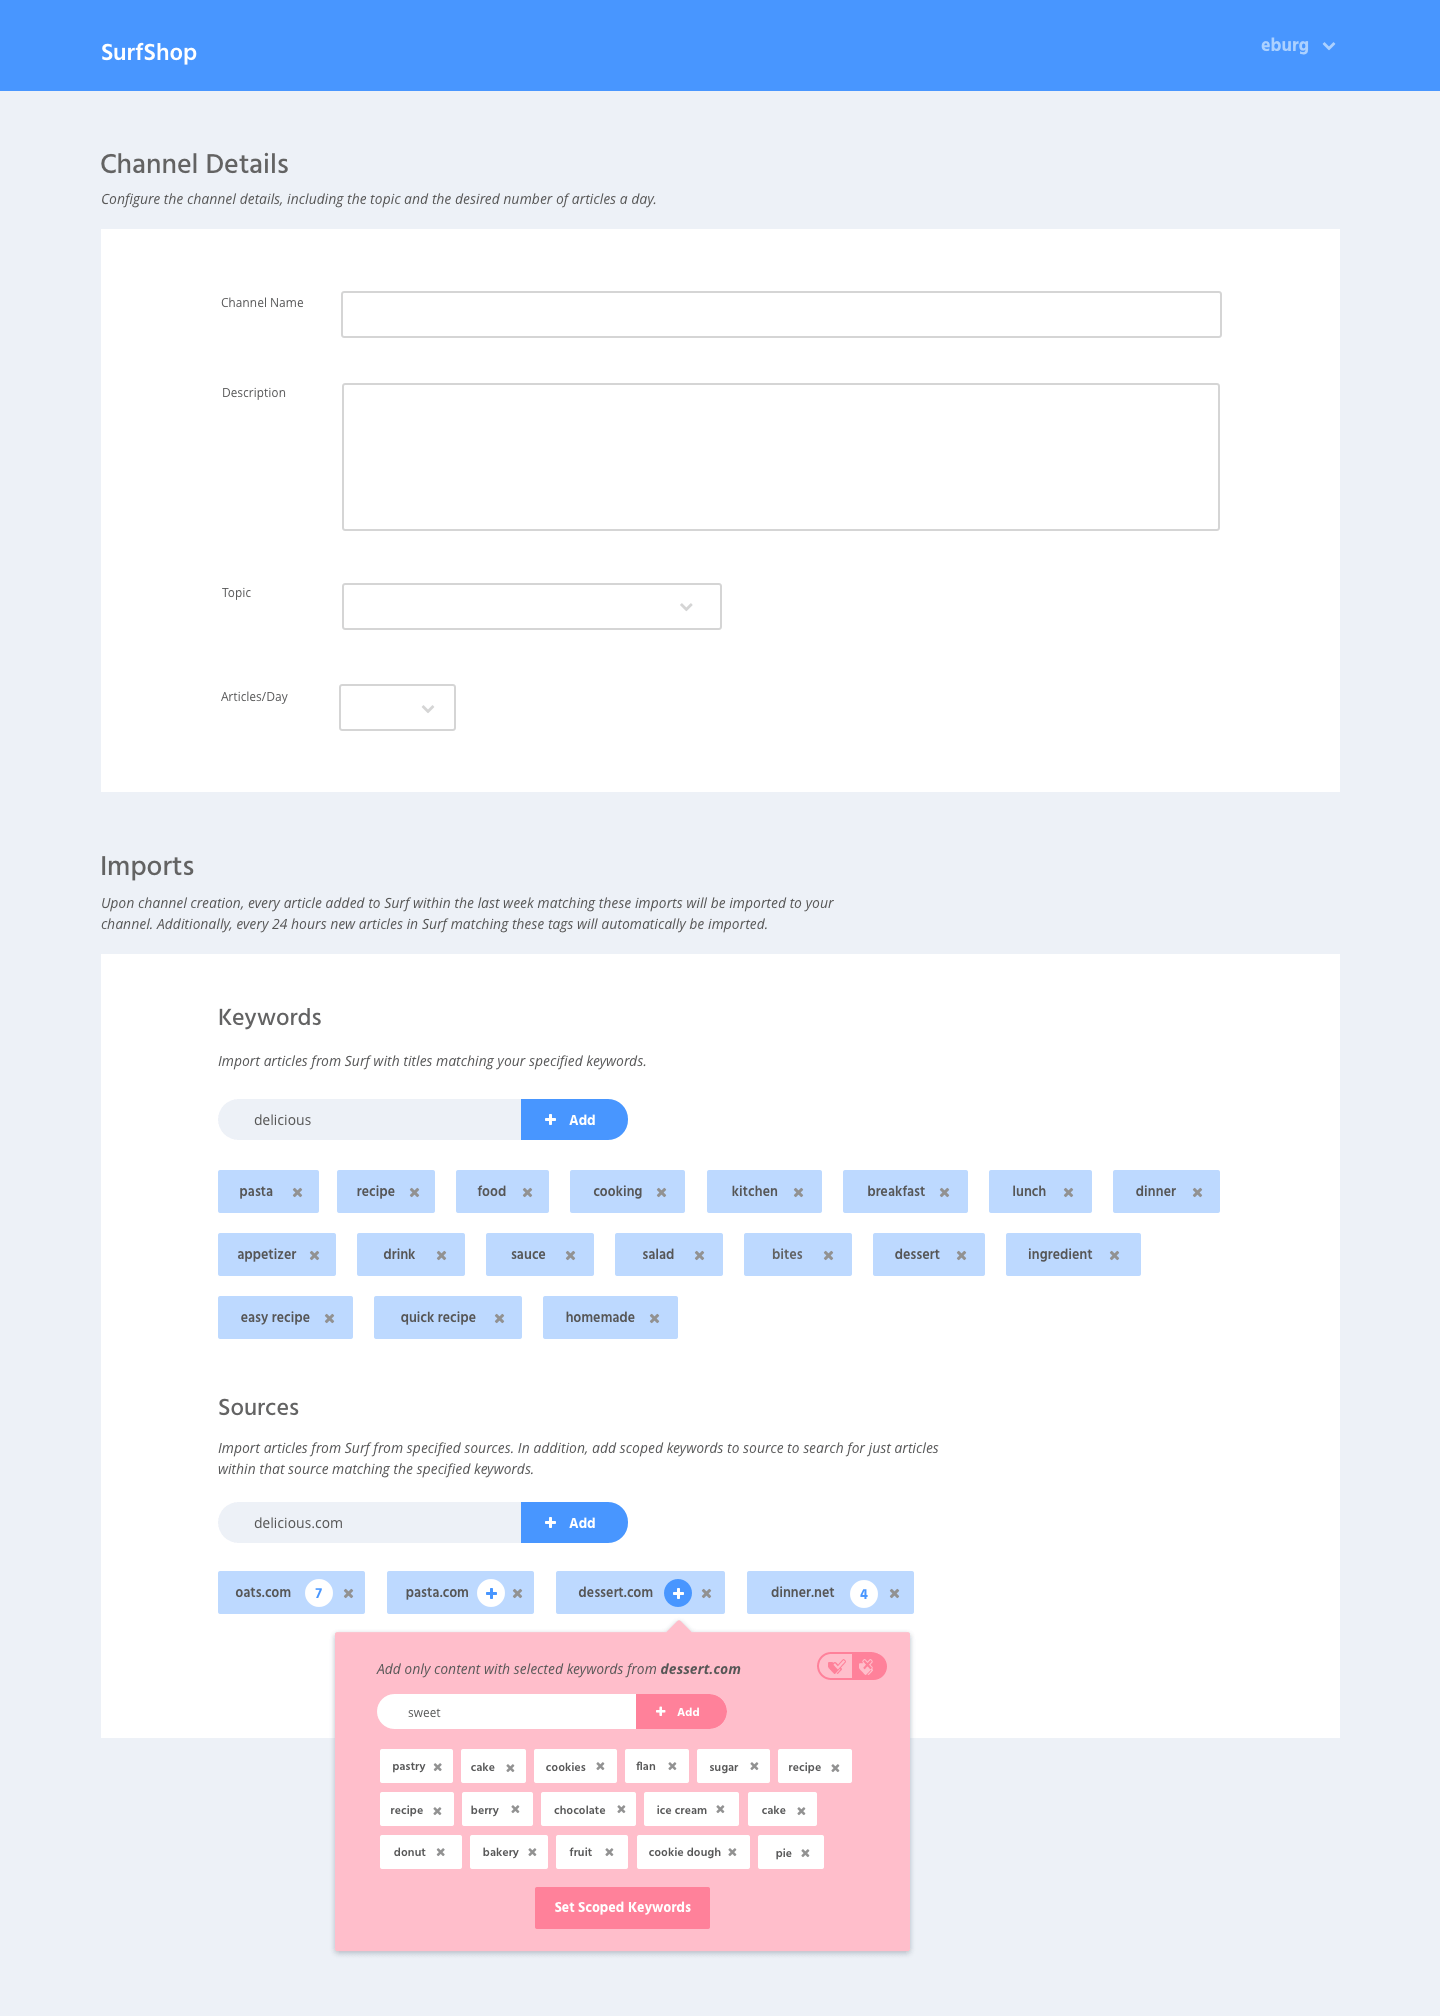 SurfShop
eburg
Channel Details
Configure the channel details, including the topic and the desired number of articles a day.
Channel Name
Description
Topic
Articles/Day
Imports
Upon channel creation, every article added to Surf within the last week matching these imports will be imported to your
channel. Additionally, every 24 hours new articles in Surf matching these tags will automatically be imported.
Keywords
Import articles from Surf with titles matching your specified keywords.
delicious + Add
pasta × recipe × food × cooking × kitchen × breakfast × lunch × dinner ×
appetizer × drink × sauce × salad × bites × dessert × ingredient ×
easy recipe × quick recipe × homemade ×
Sources
Import articles from Surf from specified sources. In addition, add scoped keywords to source to search for just articles
within that source matching the specified keywords.
delicious.com + Add
oats.com 7 × pasta.com + × dessert.com + × dinner.net 4 ×
Add only content with selected keywords from dessert.com
sweet + Add
pastry × cake × cookies × flan × sugar × recipe ×
recipe × berry × chocolate × ice cream × cake ×
donut × bakery × fruit × cookie dough × pie ×
Set Scoped Keywords